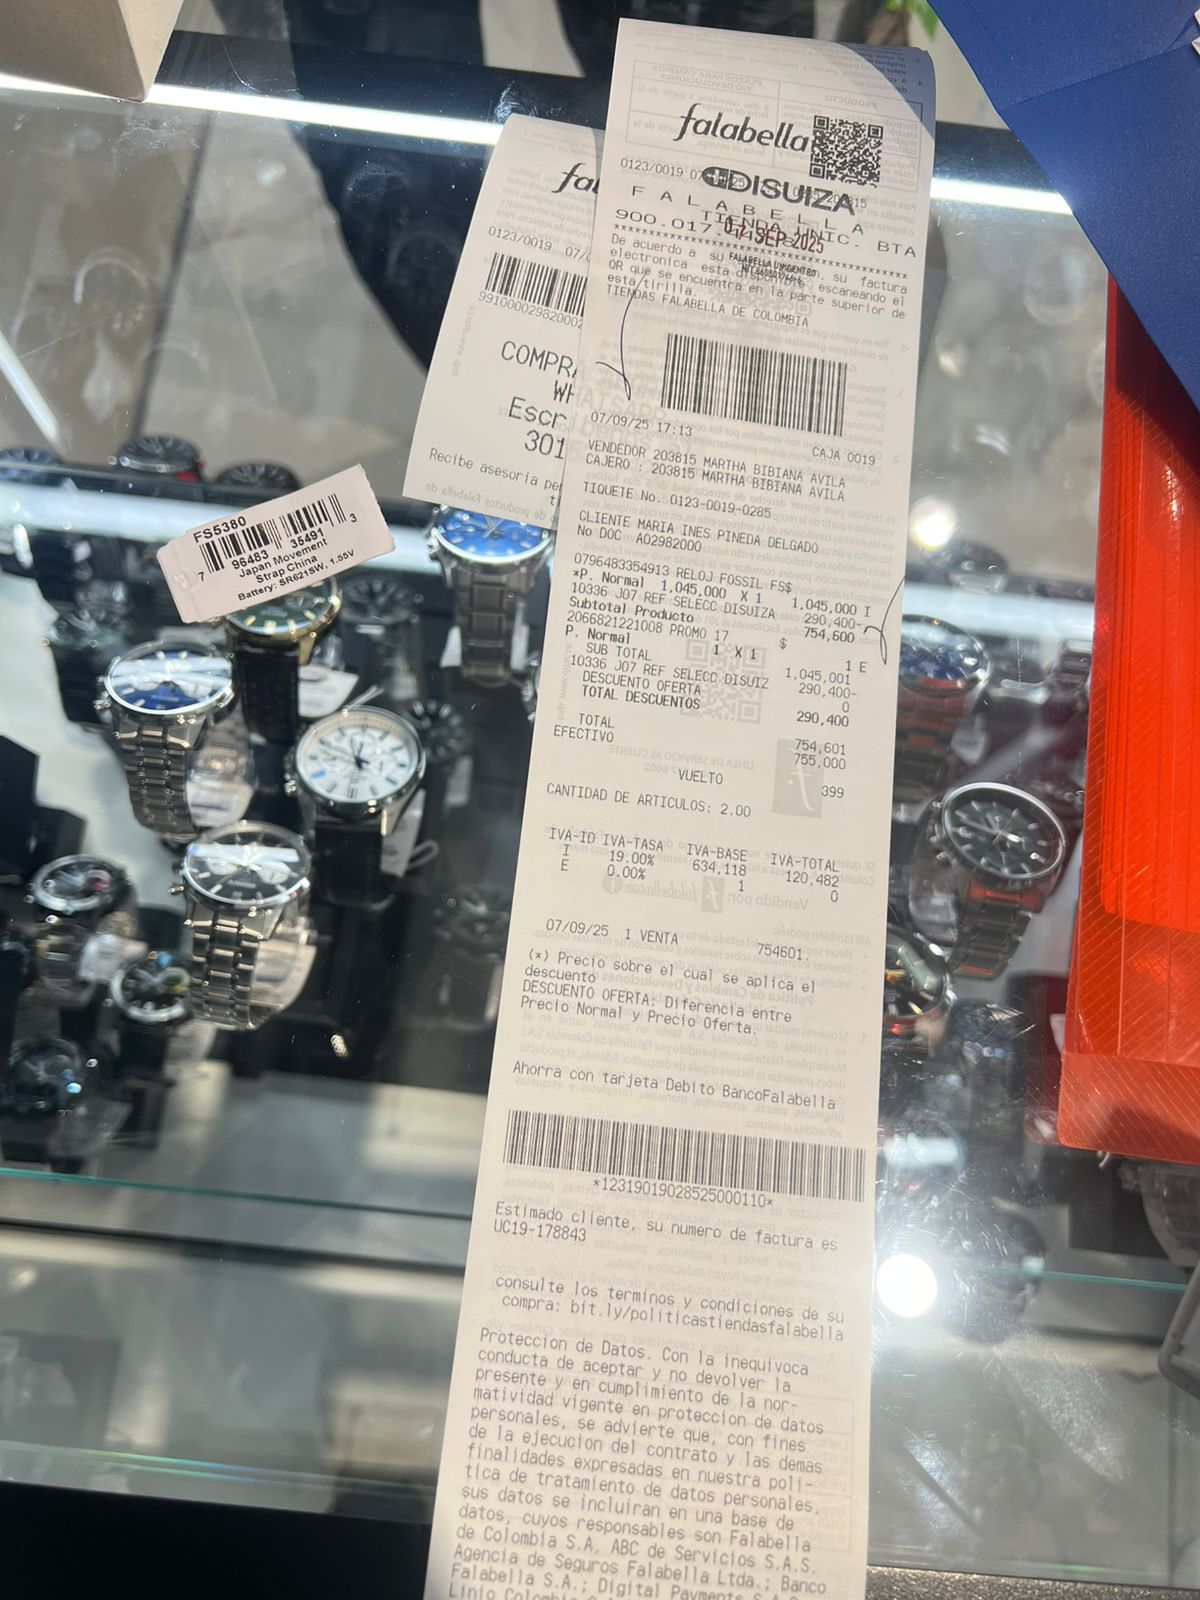 falabella
0123/0019
DISUIZA
FALABELLA
TIENDA UNIC. BTA
900.017.
07 SEP 2025
FALABELLA UNICENTRO
De acuerdo a su , su factura
electronica esta disponible escaneando el
QR que se encuentra en la parte superior de
esta tirilla.
TIENDAS FALABELLA DE COLOMBIA
07/09/25 17:13 CAJA 0019
VENDEDOR 203815 MARTHA BIBIANA AVILA
CAJERO : 203815 MARTHA BIBIANA AVILA
TIQUETE No. 0123-0019-0285
CLIENTE MARIA INES PINEDA DELGADO
No DOC A02982000
0796483354913 RELOJ FOSSIL FS$
*P. Normal 1,045,000 X 1 1,045,000 I
10336 J07 REF SELECC DISUIZA 290,400-
Subtotal Producto 754,600
2066821221008 PROMO 17 $
P. Normal 1 X 1 1 E
SUB TOTAL 1,045,001
10336 J07 REF SELECC DISUIZ 290,400-
DESCUENTO OFERTA 0
TOTAL DESCUENTOS 290,400
TOTAL 754,601
EFECTIVO 755,000
VUELTO 399
CANTIDAD DE ARTICULOS: 2.00
IVA-ID IVA-TASA IVA-BASE IVA-TOTAL
I 19.00% 634,118 120,482
E 0.00% 1 0
07/09/25 1 VENTA 754601.
(*) Precio sobre el cual se aplica el
descuento
DESCUENTO OFERTA: Diferencia entre
Precio Normal y Precio Oferta.
Ahorra con tarjeta Debito BancoFalabella
*12319019028525000110*
Estimado cliente, su numero de factura es
UC19-178843
consulte los terminos y condiciones de su
compra: bit.ly/politicastiendasfalabella
Proteccion de Datos. Con la inequivoca
conducta de aceptar y no devolver la
presente y en cumplimiento de la nor-
matividad vigente en proteccion de datos
personales, se advierte que, con fines
de la ejecucion del contrato y las demas
finalidades expresadas en nuestra poli-
tica de tratamiento de datos personales,
sus datos se incluiran en una base de
datos, cuyos responsables son Falabella
de Colombia S.A. ABC de Servicios S.A.S.
Agencia de Seguros Falabella Ltda.; Banco
Falabella S.A.; Digital Payments S.A.
Linio Colombia
fal
0123/0019 07/0
9910000298200
COMPRA
WH
Escr
301
Recibe asesoria pe
FS5380
7 96483 35491 3
Japan Movement
Strap China
Battery: SR621SW, 1.55V